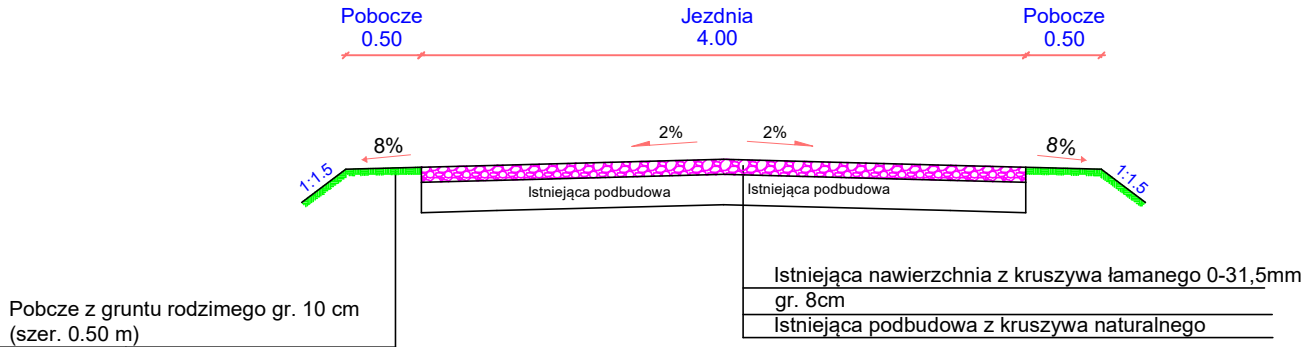 Pobocze
0.50
Jezdnia
4.00
Pobocze
0.50
8%
2%
2%
8%
1:1.5
1:1.5
Istniejąca podbudowa
Istniejąca podbudowa
Istniejąca nawierzchnia z kruszywa łamanego 0-31,5mm
gr. 8cm
Istniejąca podbudowa z kruszywa naturalnego
Pobcze z gruntu rodzimego gr. 10 cm
(szer. 0.50 m)